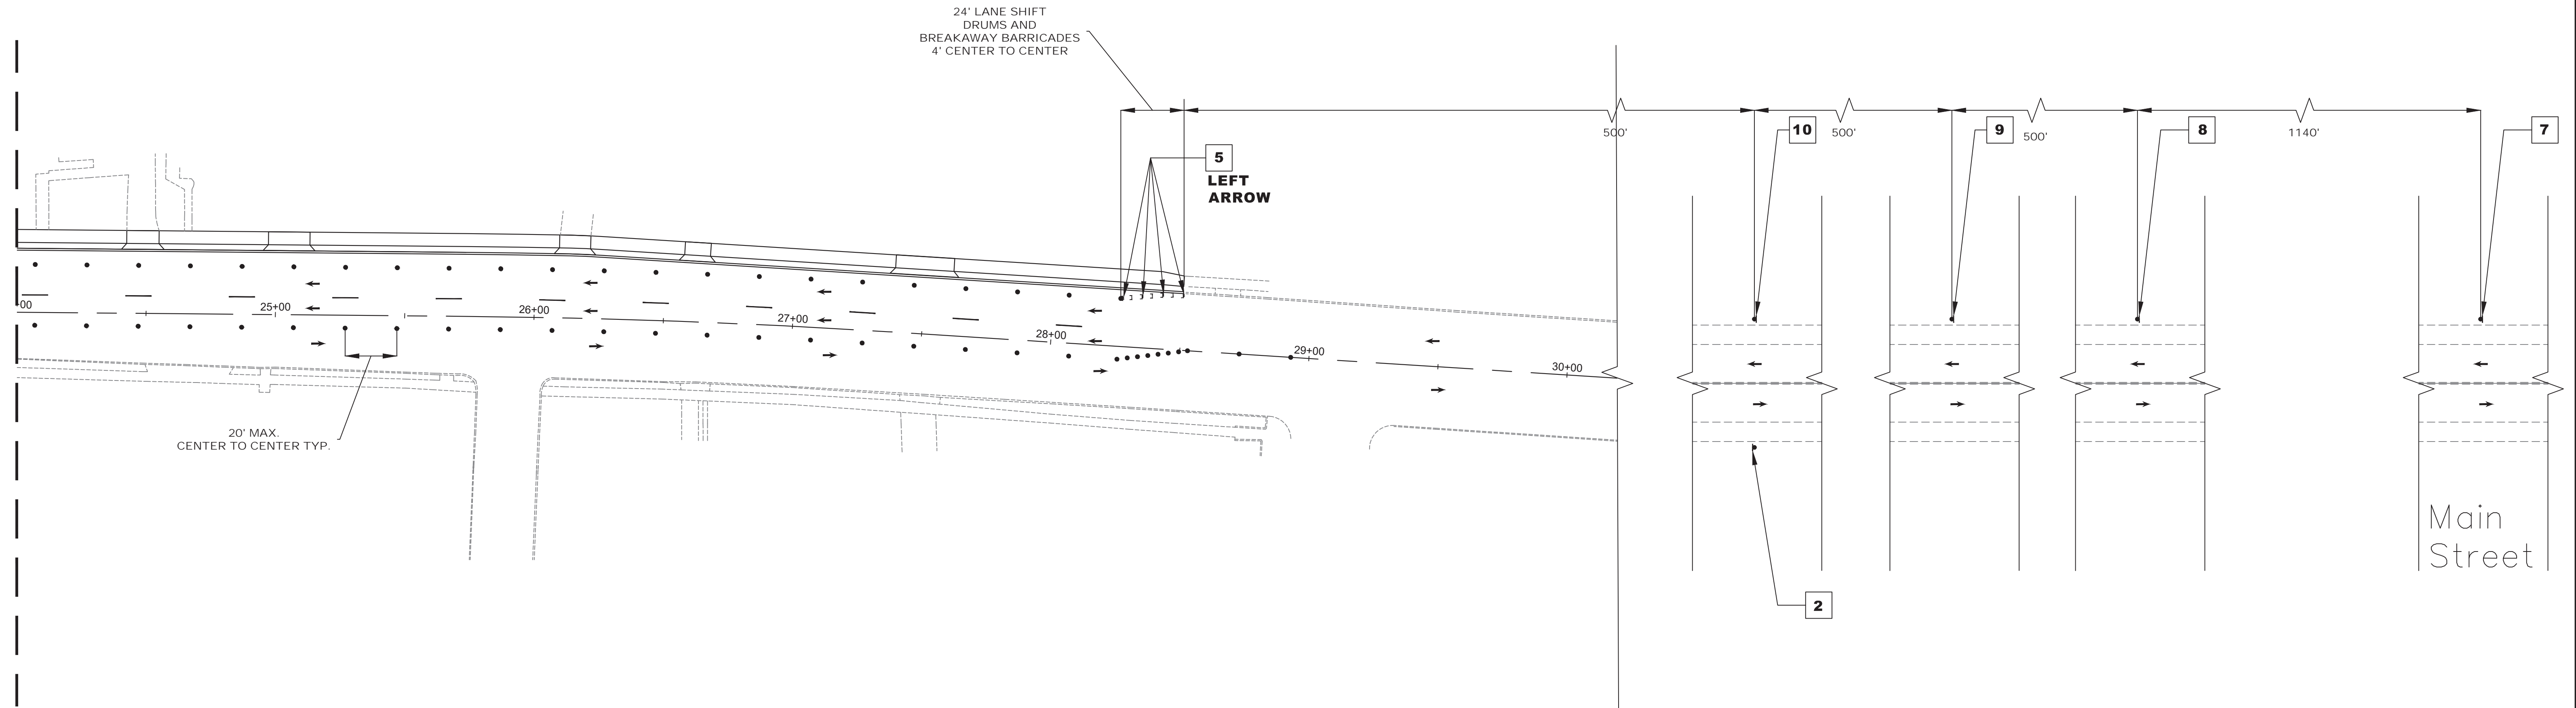 24' LANE SHIFT
DRUMS AND
BREAKAWAY BARRICADES
4' CENTER TO CENTER
500'
500'
500'
1140'
10
9
8
7
5
LEFT
ARROW
00
25+00
26+00
27+00
28+00
29+00
30+00
20' MAX.
CENTER TO CENTER TYP.
2
Main
Street